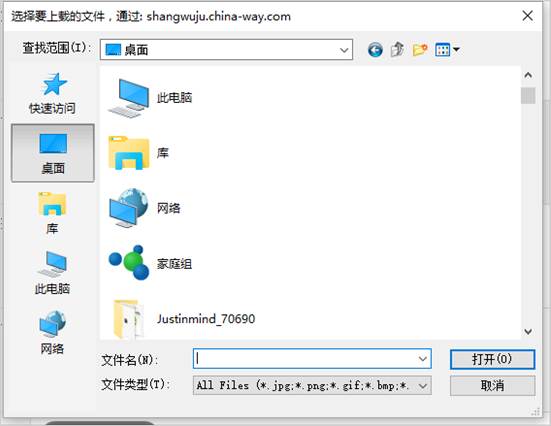 选择要上载的文件，通过: shangwuju.china-way.com
查找范围(I):
桌面
快速访问
桌面
库
此电脑
网络
此电脑
库
网络
家庭组
Justinmind_70690
文件名(N):
打开(O)
文件类型(T):
All Files (*.jpg;*.png;*.gif;*.bmp;*.
取消